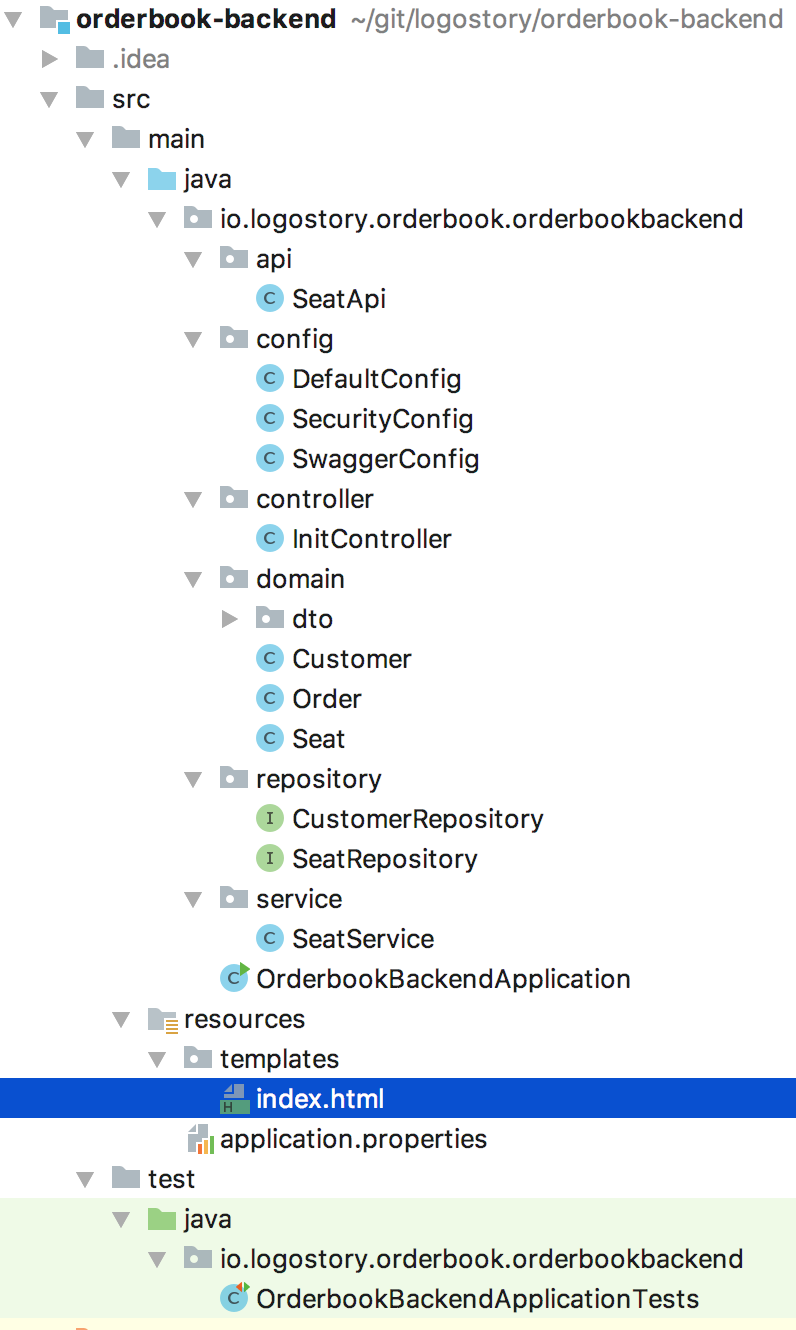 orderbook-backend ~/git/logostory/orderbook-backend
.idea
src
main
java
io.logostory.orderbook.orderbookbackend
api
C SeatApi
config
C DefaultConfig
C SecurityConfig
C SwaggerConfig
controller
C InitController
domain
dto
C Customer
C Order
C Seat
repository
I CustomerRepository
I SeatRepository
service
C SeatService
C OrderbookBackendApplication
resources
templates
H index.html
application.properties
test
java
io.logostory.orderbook.orderbookbackend
C OrderbookBackendApplicationTests